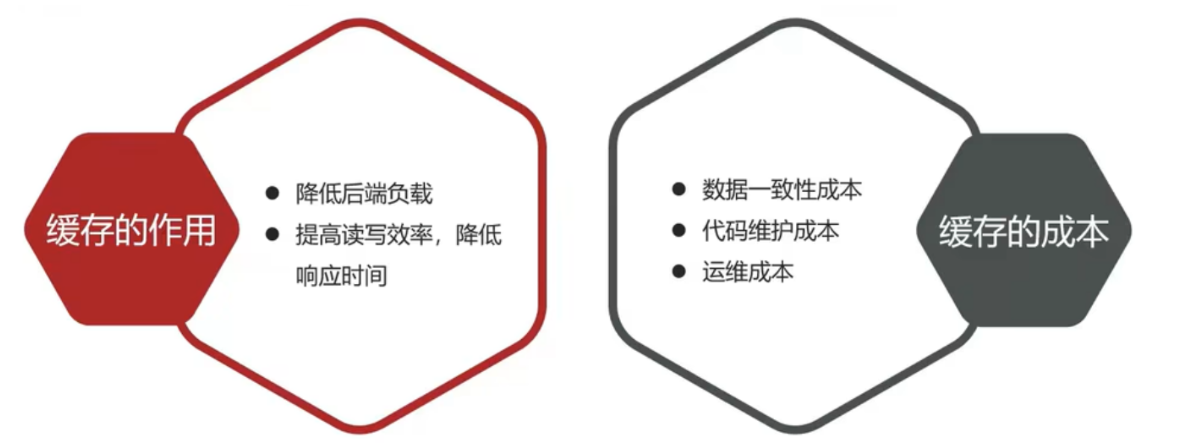 缓存的作用
降低后端负载
提高读写效率，降低
响应时间
数据一致性成本
代码维护成本
运维成本
缓存的成本